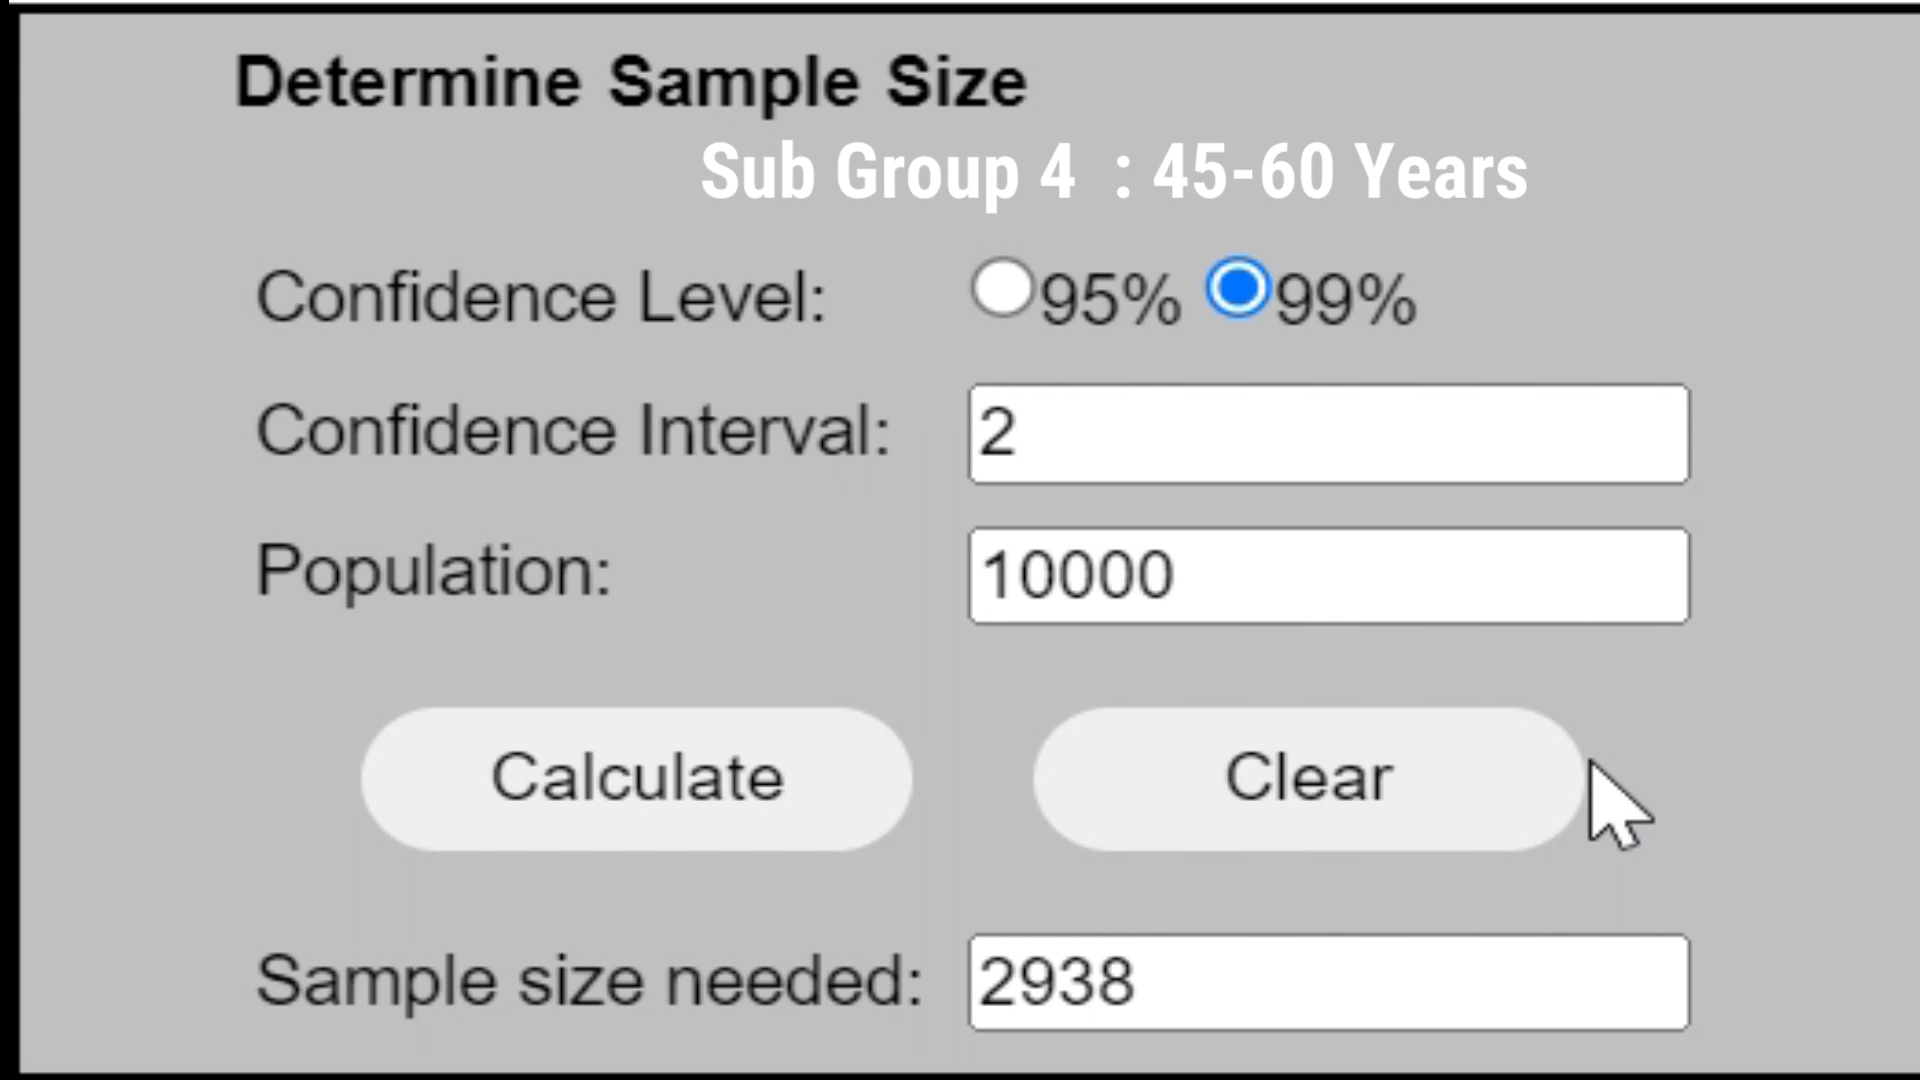 Determine Sample Size
Sub Group 4 : 45-60 Years
Confidence Level: 95% 99%
Confidence Interval: 2
Population: 10000
Calculate Clear
Sample size needed: 2938